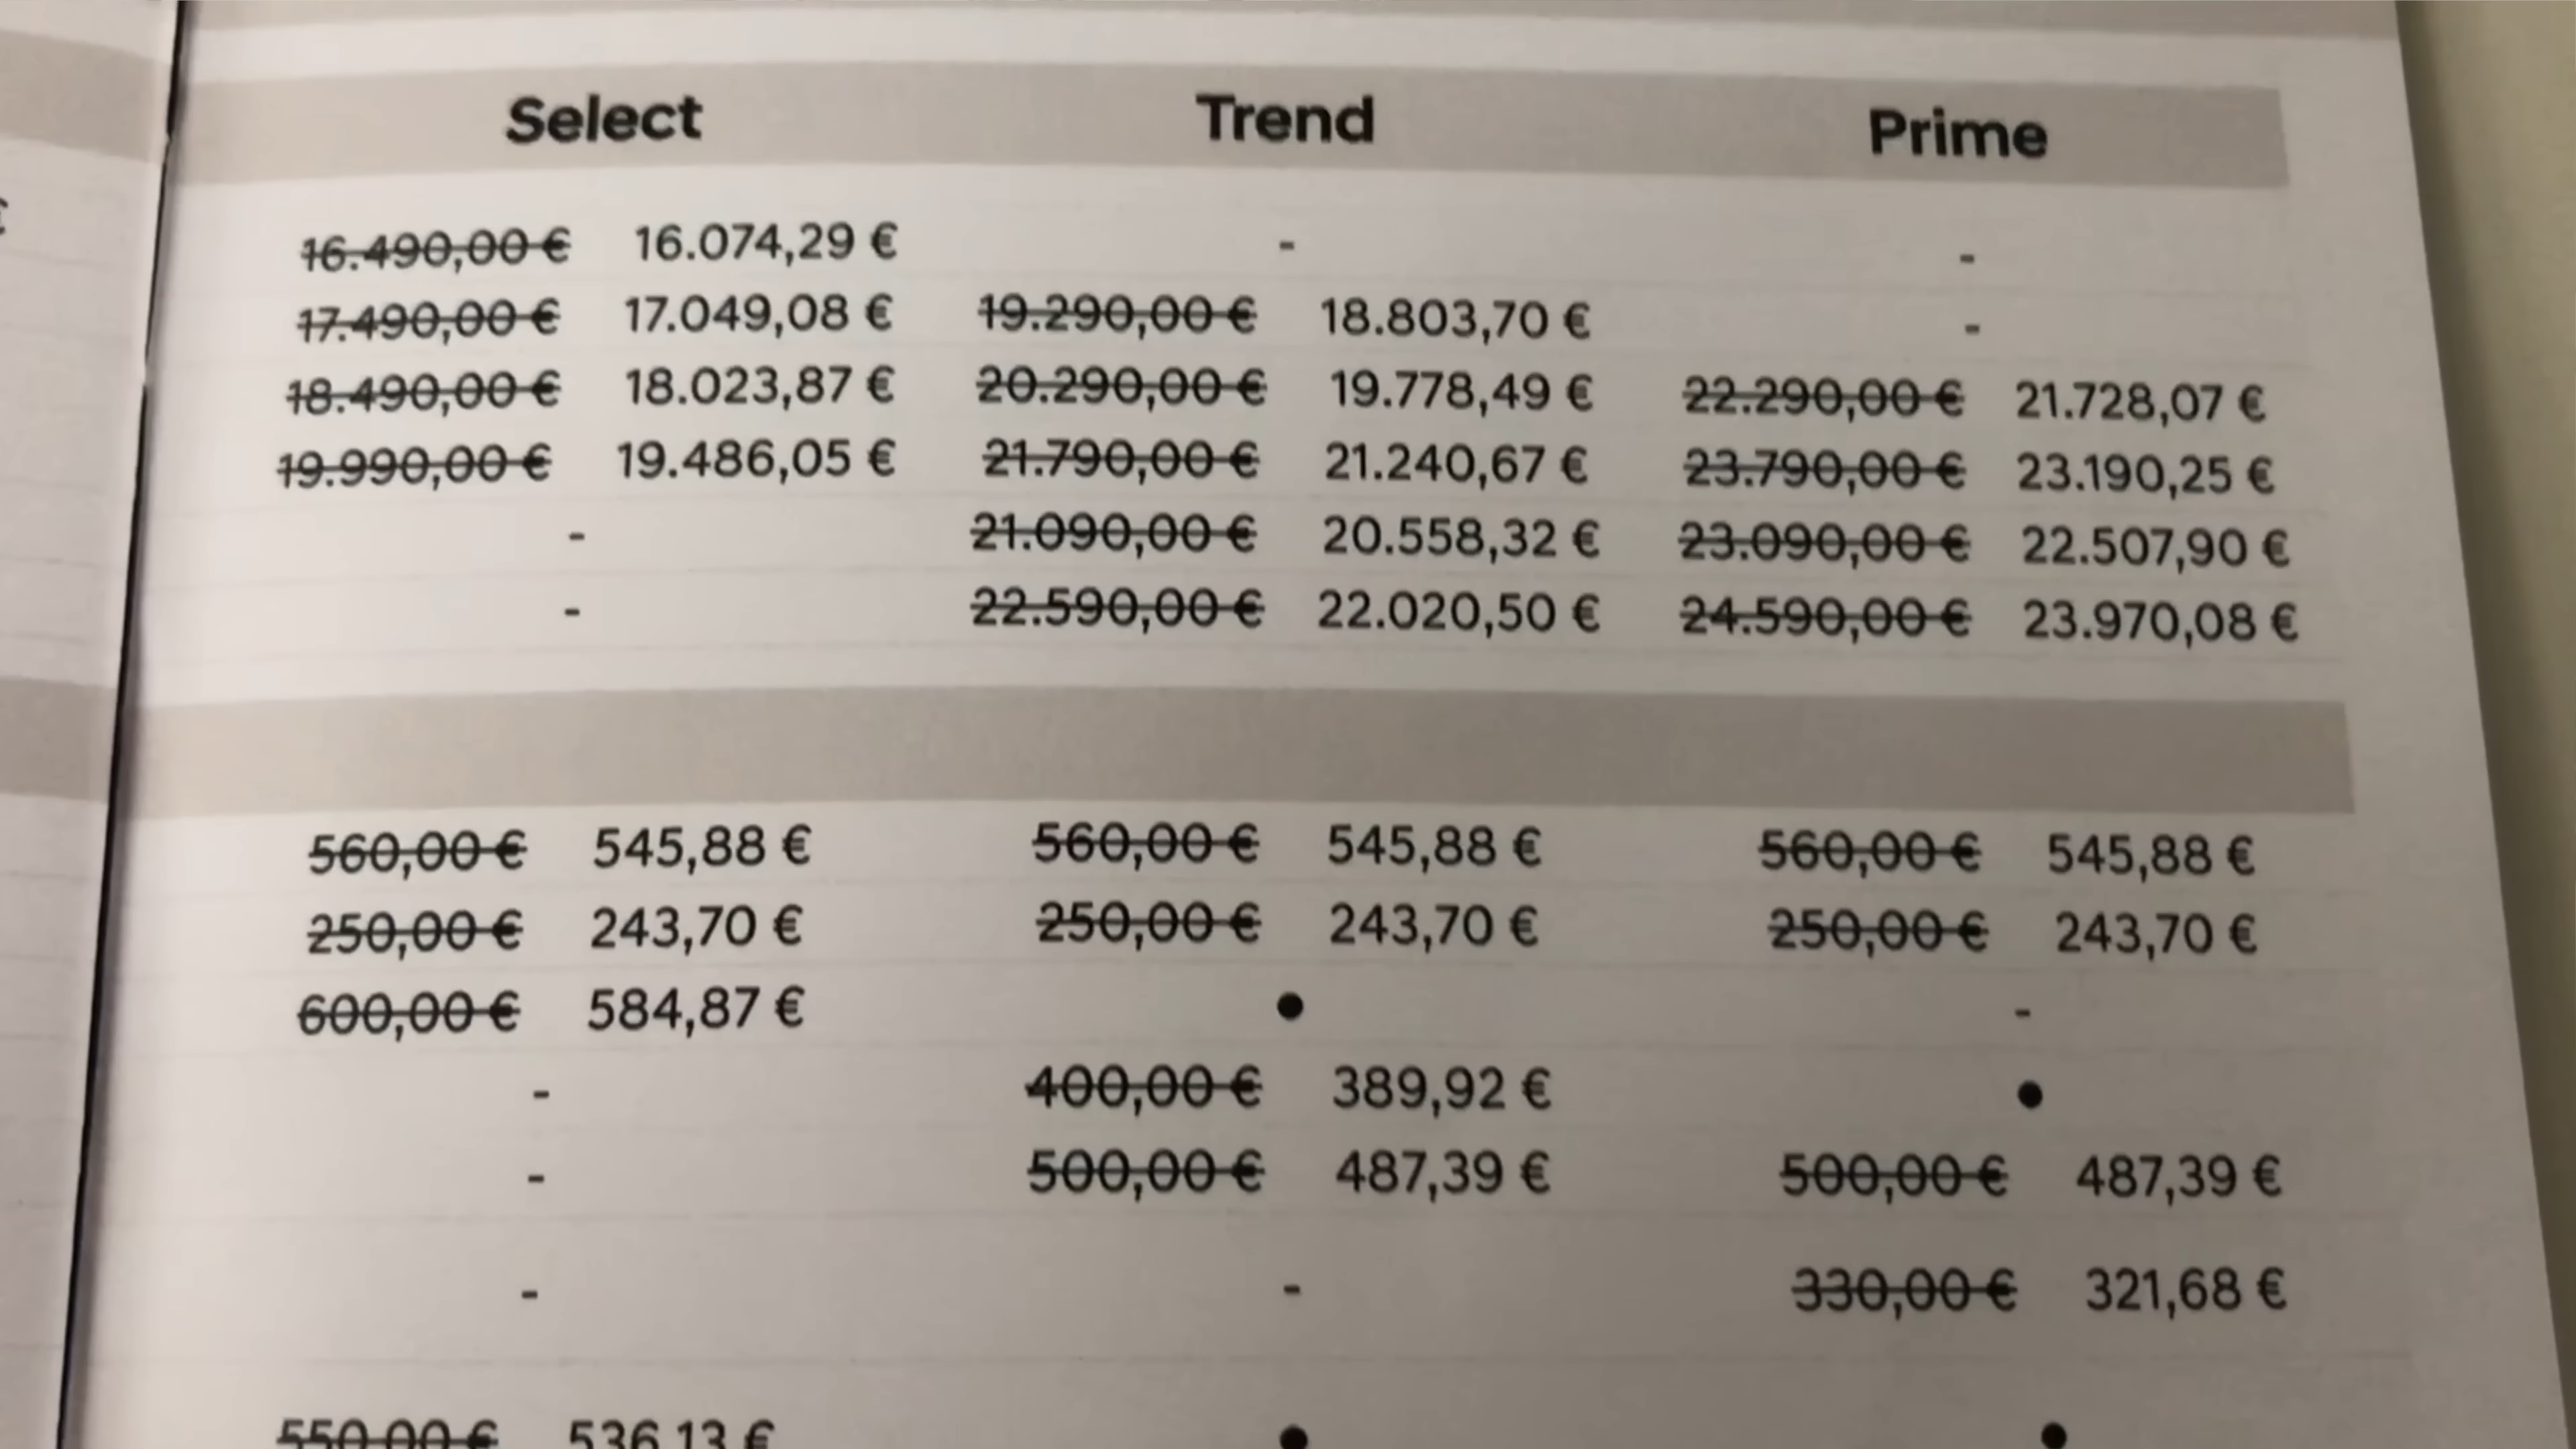 Select Trend Prime
16.490,00 € 16.074,29 € - -
17.490,00 € 17.049,08 € 19.290,00 € 18.803,70 € -
18.490,00 € 18.023,87 € 20.290,00 € 19.778,49 € 22.290,00 € 21.728,07 €
19.990,00 € 19.486,05 € 21.790,00 € 21.240,67 € 23.790,00 € 23.190,25 €
- 21.090,00 € 20.558,32 € 23.090,00 € 22.507,90 €
- 22.590,00 € 22.020,50 € 24.590,00 € 23.970,08 €
560,00 € 545,88 € 560,00 € 545,88 € 560,00 € 545,88 €
250,00 € 243,70 € 250,00 € 243,70 € 250,00 € 243,70 €
600,00 € 584,87 € ● -
- 400,00 € 389,92 € ●
- 500,00 € 487,39 € 500,00 € 487,39 €
- - 330,00 € 321,68 €
550,00 € 536,13 € ● ●